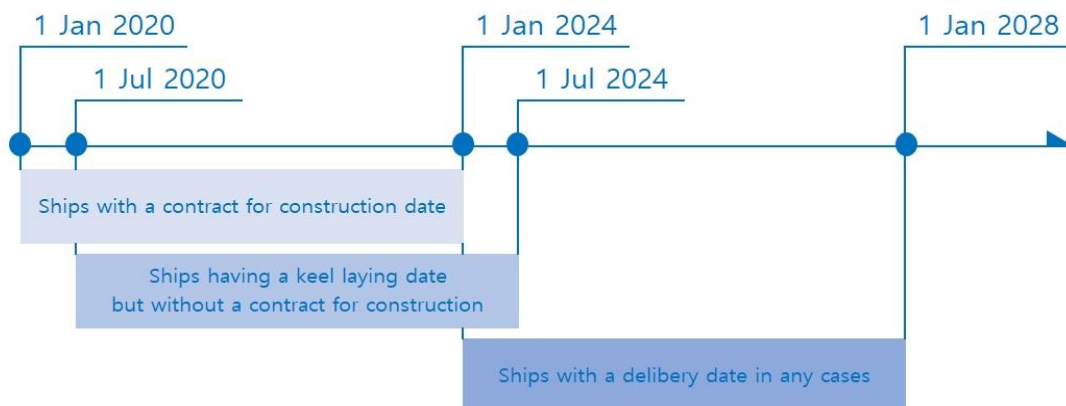 1 Jan 2020
1 Jan 2024
1 Jan 2028
1 Jul 2020
1 Jul 2024
Ships with a contract for construction date
Ships having a keel laying date
but without a contract for construction
Ships with a delibery date in any cases